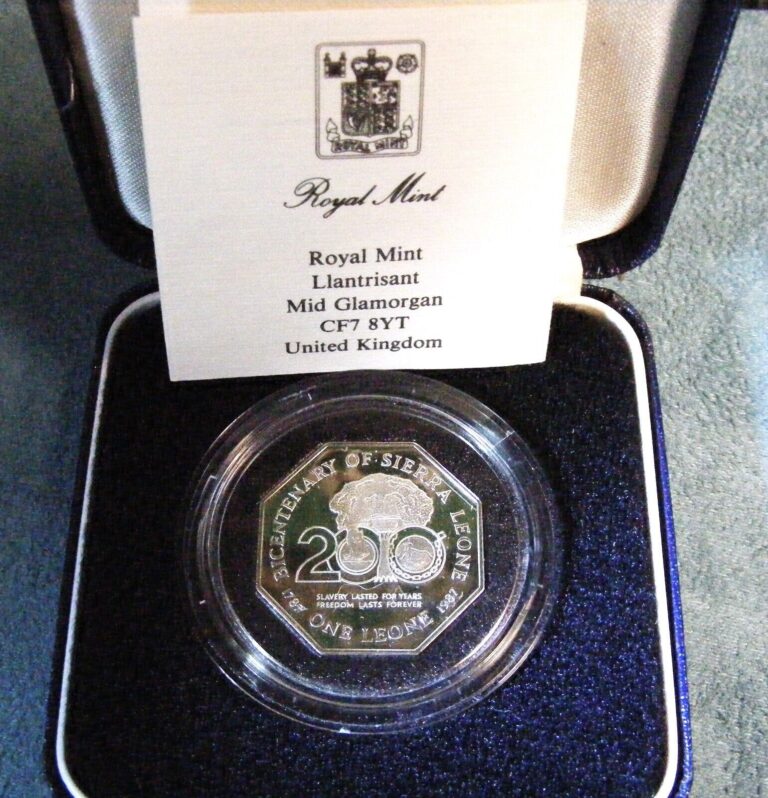 ROYAL MINT
Royal Mint
Royal Mint
Llantrisant
Mid Glamorgan
CF7 8YT
United Kingdom
BICENTENARY OF SIERRA LEONE
200
SLAVERY LASTED FOR YEARS
FREEDOM LASTS FOREVER
1787 ONE LEONE 1987